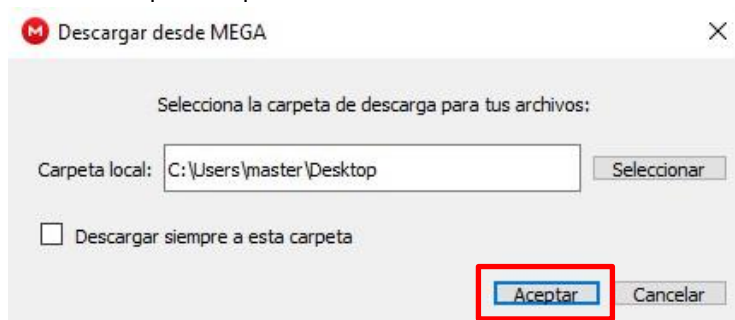 Descargar desde MEGA
Selecciona la carpeta de descarga para tus archivos:
Carpeta local: C:\Users\master\Desktop Seleccionar
Descargar siempre a esta carpeta
Aceptar Cancelar